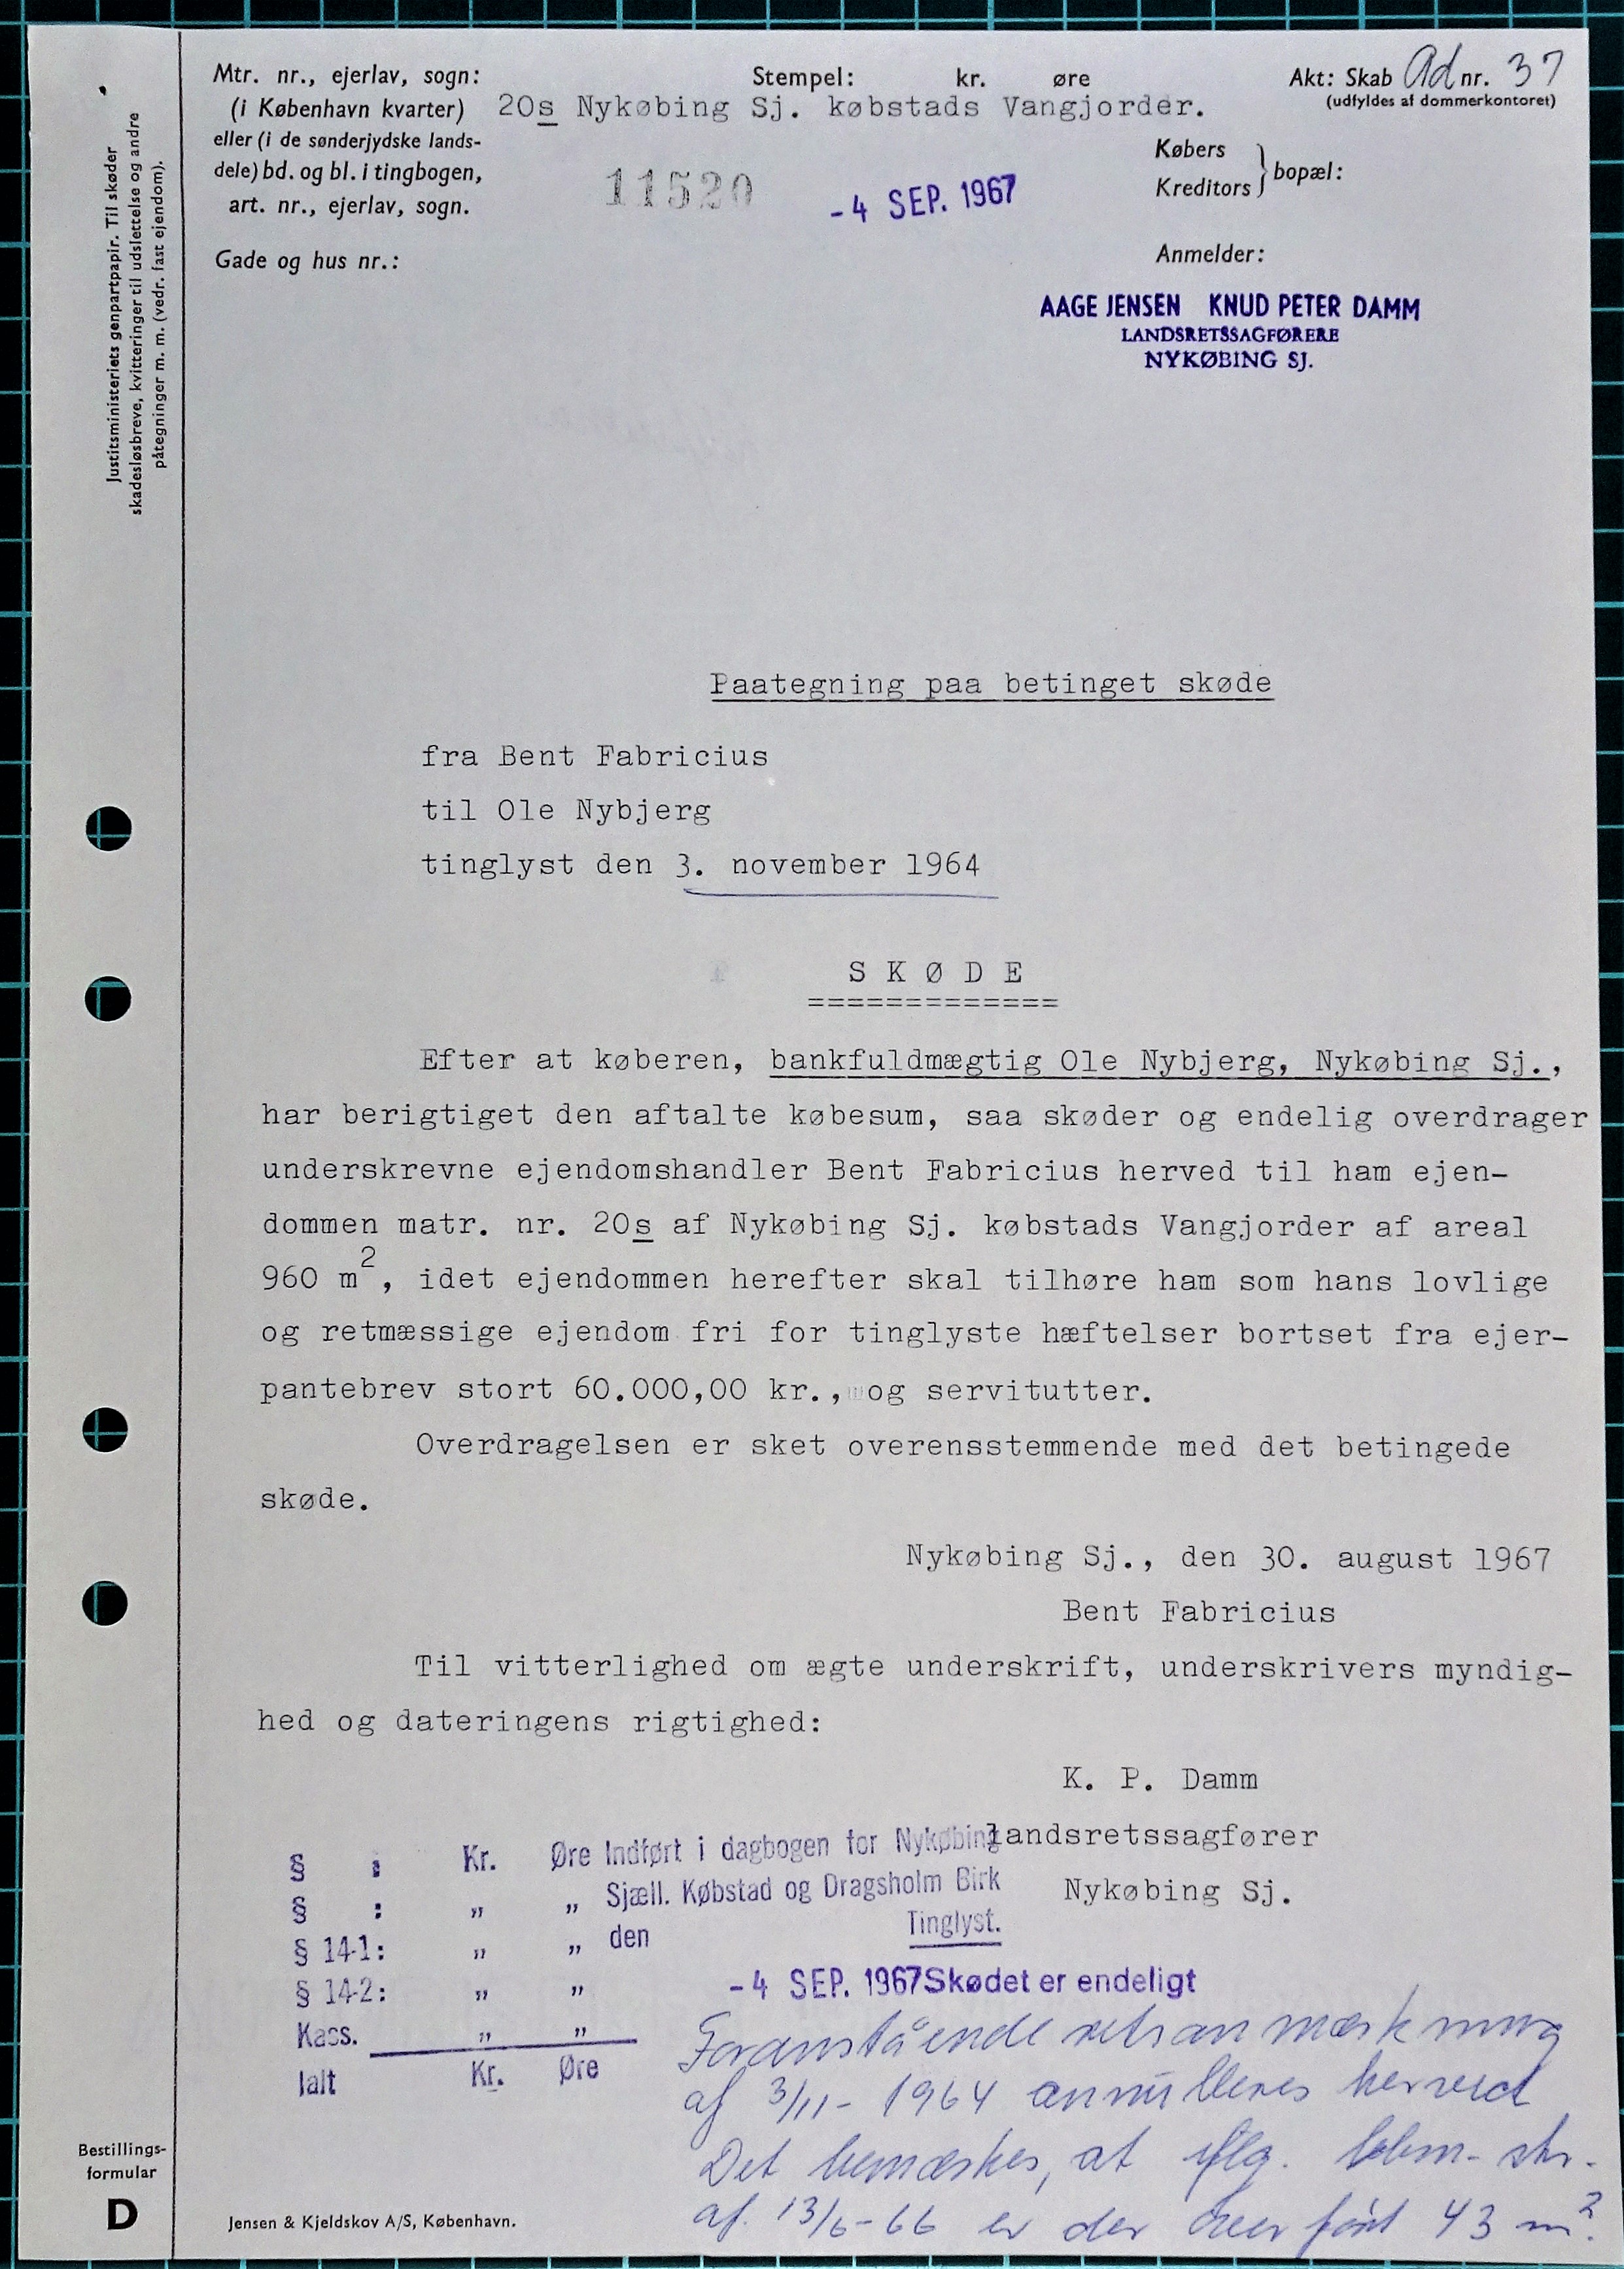 Mtr. nr., ejerlav, sogn:
(i København kvarter)
eller (i de sønderjydske lands-
dele) bd. og bl. i tingbogen,
art. nr., ejerlav, sogn.
Gade og hus nr.:
Stempel: kr. øre
20s Nykøbing Sj. købstads Vangjorder.
11520
-4 SEP. 1967
Akt: Skab Ad nr. 37
(udfyldes af dommerkontoret)
Købers
Kreditors } bopæl:
Anmelder:
AAGE JENSEN KNUD PETER DAMM
LANDSRETSSAGFØRERE
NYKØBING SJ.
Justitsministeriets genpartpapir. Til skøder
skadesløsbreve, kvitteringer til udslettelse og andre
påtegninger m. m. (vedr. fast ejendom).
Paategning paa betinget skøde
fra Bent Fabricius
til Ole Nybjerg
tinglyst den 3. november 1964
S K Ø D E
=============
Efter at køberen, bankfuldmægtig Ole Nybjerg, Nykøbing Sj.,
har berigtiget den aftalte købesum, saa skøder og endelig overdrager
underskrevne ejendomshandler Bent Fabricius herved til ham ejen-
dommen matr. nr. 20s af Nykøbing Sj. købstads Vangjorder af areal
960 m2, idet ejendommen herefter skal tilhøre ham som hans lovlige
og retmæssige ejendom fri for tinglyste hæftelser bortset fra ejer-
pantebrev stort 60.000,00 kr., og servitutter.
Overdragelsen er sket overensstemmende med det betingede
skøde.
Nykøbing Sj., den 30. august 1967
Bent Fabricius
Til vitterlighed om ægte underskrift, underskrivers myndig-
hed og dateringens rigtighed:
K. P. Damm
landsretssagfører
Nykøbing Sj.
§ : Kr. Øre
§ : " "
§ 14-1: " "
§ 14-2: " "
Kass. " "
Ialt Kr. Øre
Indført i dagbogen for Nykøbing
Sjæll. Købstad og Dragsholm Birk
den Tinglyst.
-4 SEP. 1967 Skødet er endeligt
Foranstående retsanmærkning
af 3/11- 1964 annulleres herved
Det bemærkes, at iflg. lbm. skr.
af. 13/6-66 er der overført 43 m2.
Bestillings-
formular
D
Jensen & Kjeldskov A/S, København.